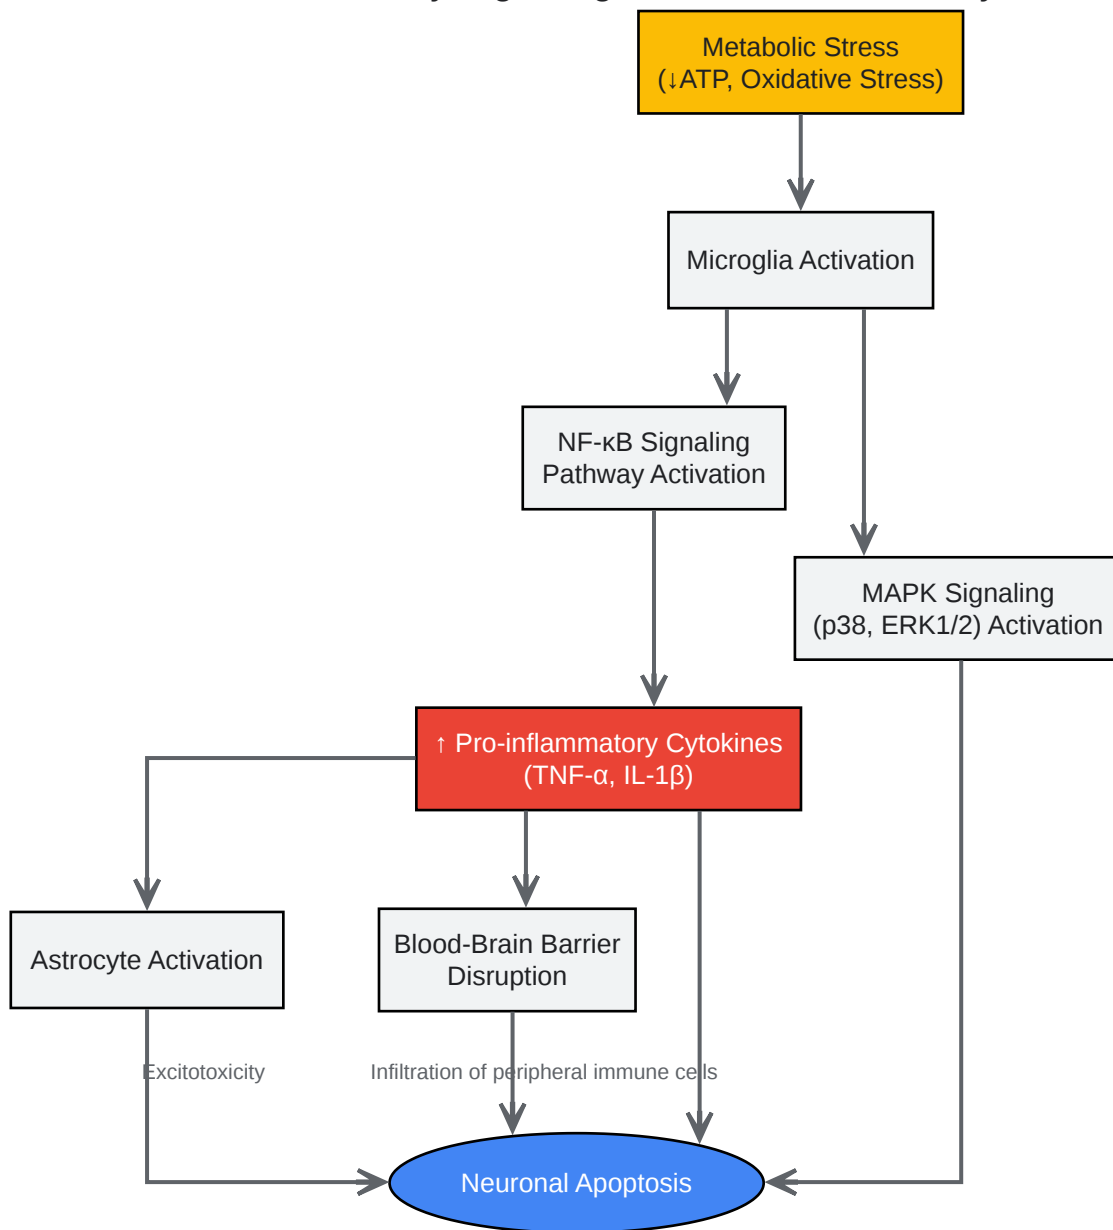 Metabolic Stress
(↓ATP, Oxidative Stress)
Microglia Activation
NF-κB Signaling
Pathway Activation
MAPK Signaling
(p38, ERK1/2) Activation
↑ Pro-inflammatory Cytokines
(TNF-α, IL-1β)
Astrocyte Activation
Blood-Brain Barrier
Disruption
Excitotoxicity
Infiltration of peripheral immune cells
Neuronal Apoptosis